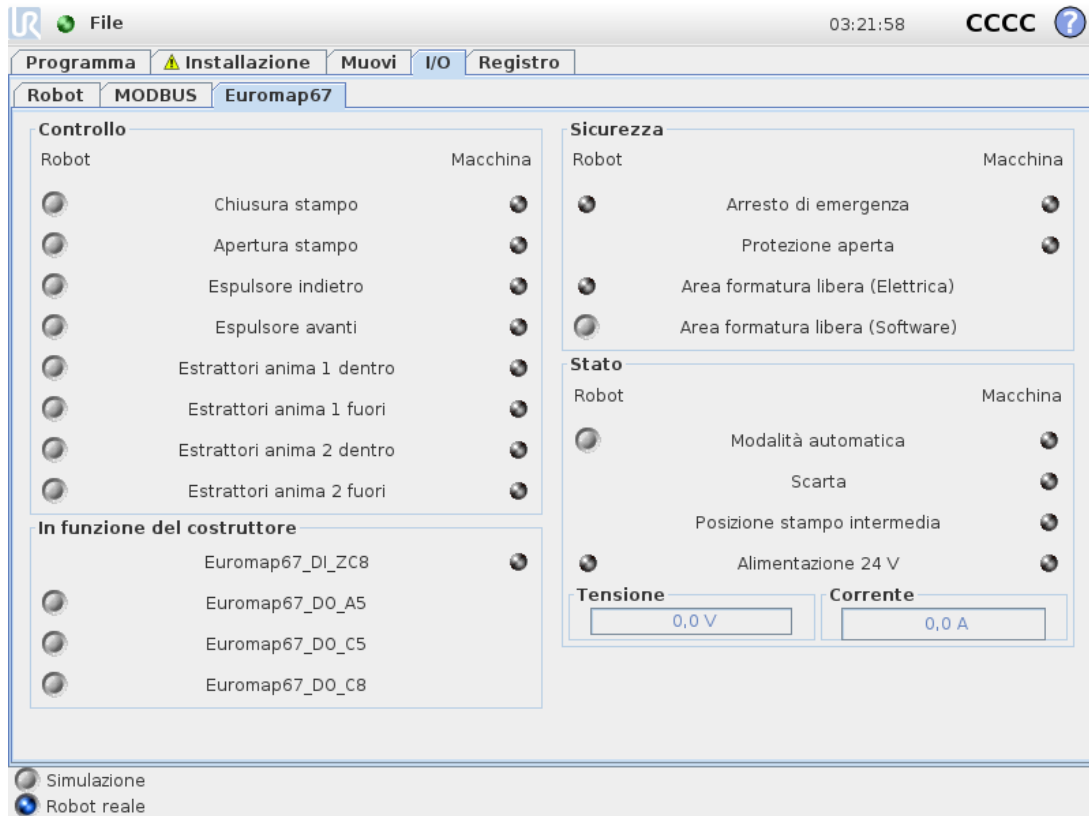 UR File 03:21:58 CCCC ?
Programma Installazione Muovi I/O Registro
Robot MODBUS Euromap67
Controllo
Robot Macchina
Chiusura stampo
Apertura stampo
Espulsore indietro
Espulsore avanti
Estrattori anima 1 dentro
Estrattori anima 1 fuori
Estrattori anima 2 dentro
Estrattori anima 2 fuori
In funzione del costruttore
Euromap67_DI_ZC8
Euromap67_DO_A5
Euromap67_DO_C5
Euromap67_DO_C8
Sicurezza
Robot Macchina
Arresto di emergenza
Protezione aperta
Area formatura libera (Elettrica)
Area formatura libera (Software)
Stato
Robot Macchina
Modalità automatica
Scarta
Posizione stampo intermedia
Alimentazione 24 V
Tensione Corrente
0,0 V 0,0 A
Simulazione
Robot reale